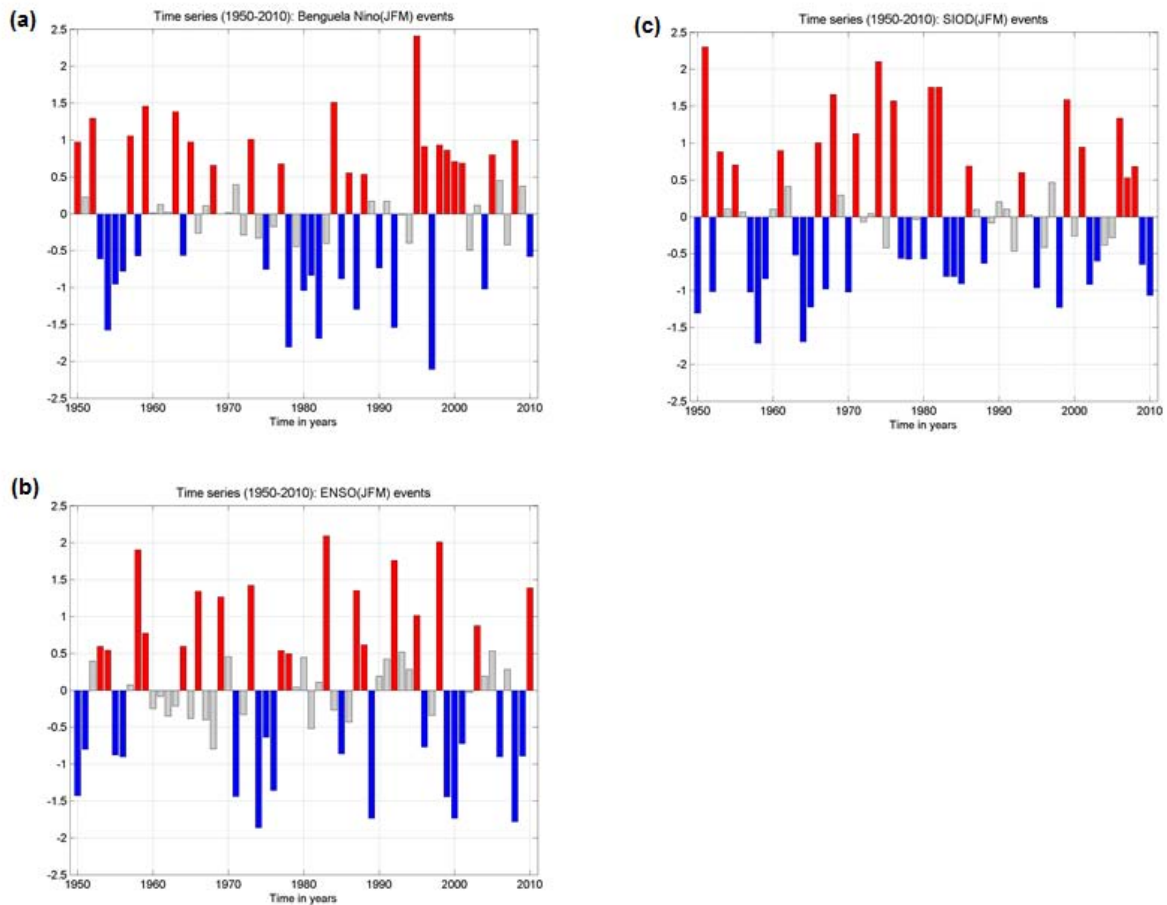 (a)
Time series (1950-2010): Benguela Nino(JFM) events
2.5
2
1.5
1
0.5
0
-0.5
-1
-1.5
-2
-2.5
1950 1960 1970 1980 1990 2000 2010
Time in years
(c)
Time series (1950-2010): SIOD(JFM) events
2.5
2
1.5
1
0.5
0
-0.5
-1
-1.5
-2
-2.5
1950 1960 1970 1980 1990 2000 2010
Time in years
(b)
Time series (1950-2010): ENSO(JFM) events
2.5
2
1.5
1
0.5
0
-0.5
-1
-1.5
-2
-2.5
1950 1960 1970 1980 1990 2000 2010
Time in years